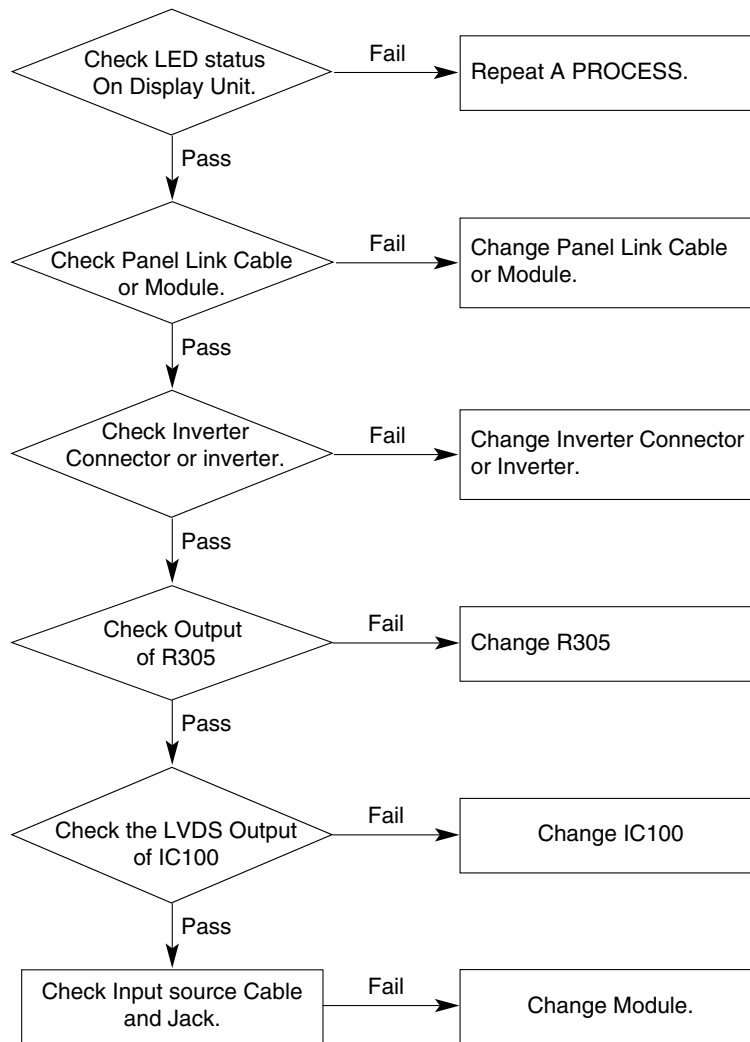 Check LED status
On Display Unit.
Fail
Repeat A PROCESS.
Pass
Check Panel Link Cable
or Module.
Fail
Change Panel Link Cable
or Module.
Pass
Check Inverter
Connector or inverter.
Fail
Change Inverter Connector
or Inverter.
Pass
Check Output
of R305
Fail
Change R305
Pass
Check the LVDS Output
of IC100
Fail
Change IC100
Pass
Check Input source Cable
and Jack.
Fail
Change Module.